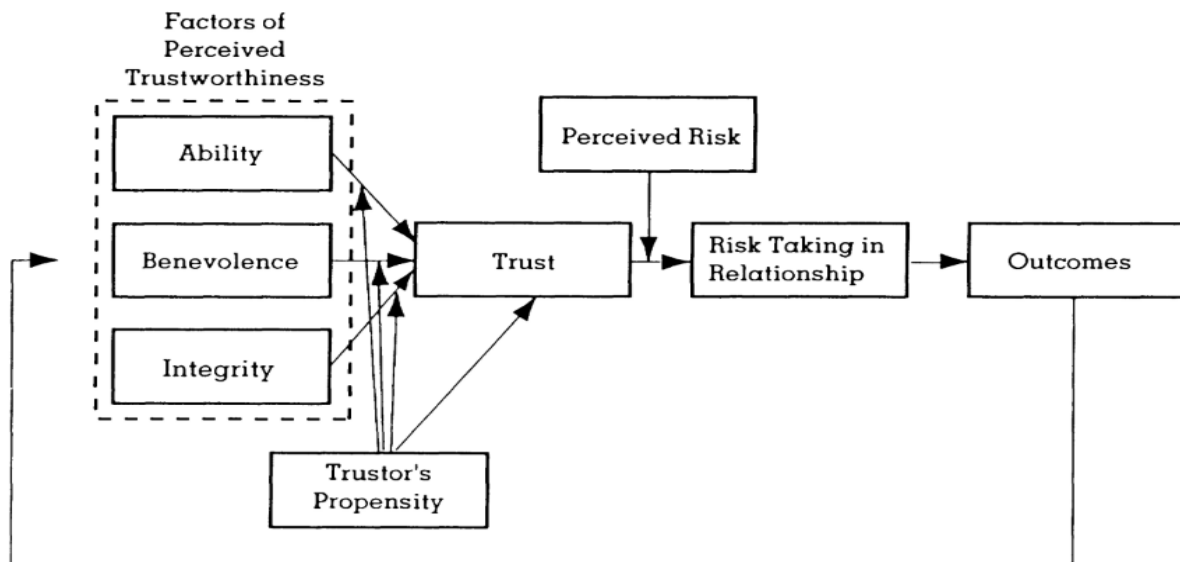 Factors of
Perceived
Trustworthiness
Ability
Benevolence
Integrity
Trustor's
Propensity
Trust
Perceived Risk
Risk Taking in
Relationship
Outcomes